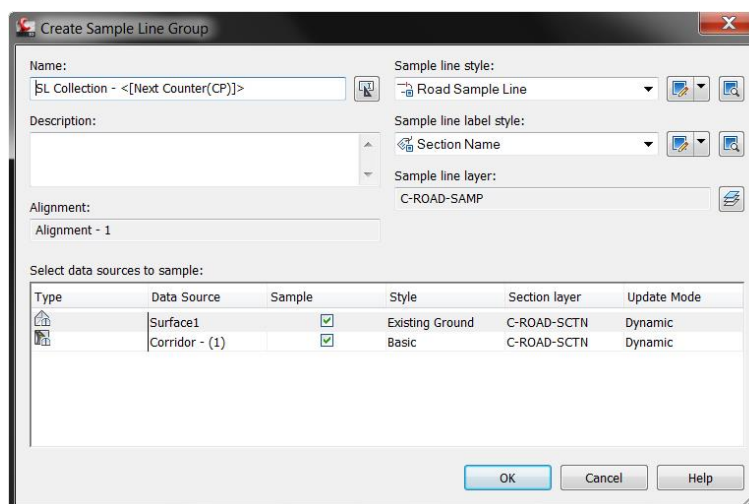 Create Sample Line Group
X
Name:
SL Collection - <[Next Counter(CP)]>
Description:
Alignment:
Alignment - 1
Sample line style:
Road Sample Line
Sample line label style:
Section Name
Sample line layer:
C-ROAD-SAMP
Select data sources to sample:
Type Data Source Sample Style Section layer Update Mode
Surface1 Existing Ground C-ROAD-SCTN Dynamic
Corridor - (1) Basic C-ROAD-SCTN Dynamic
OK Cancel Help